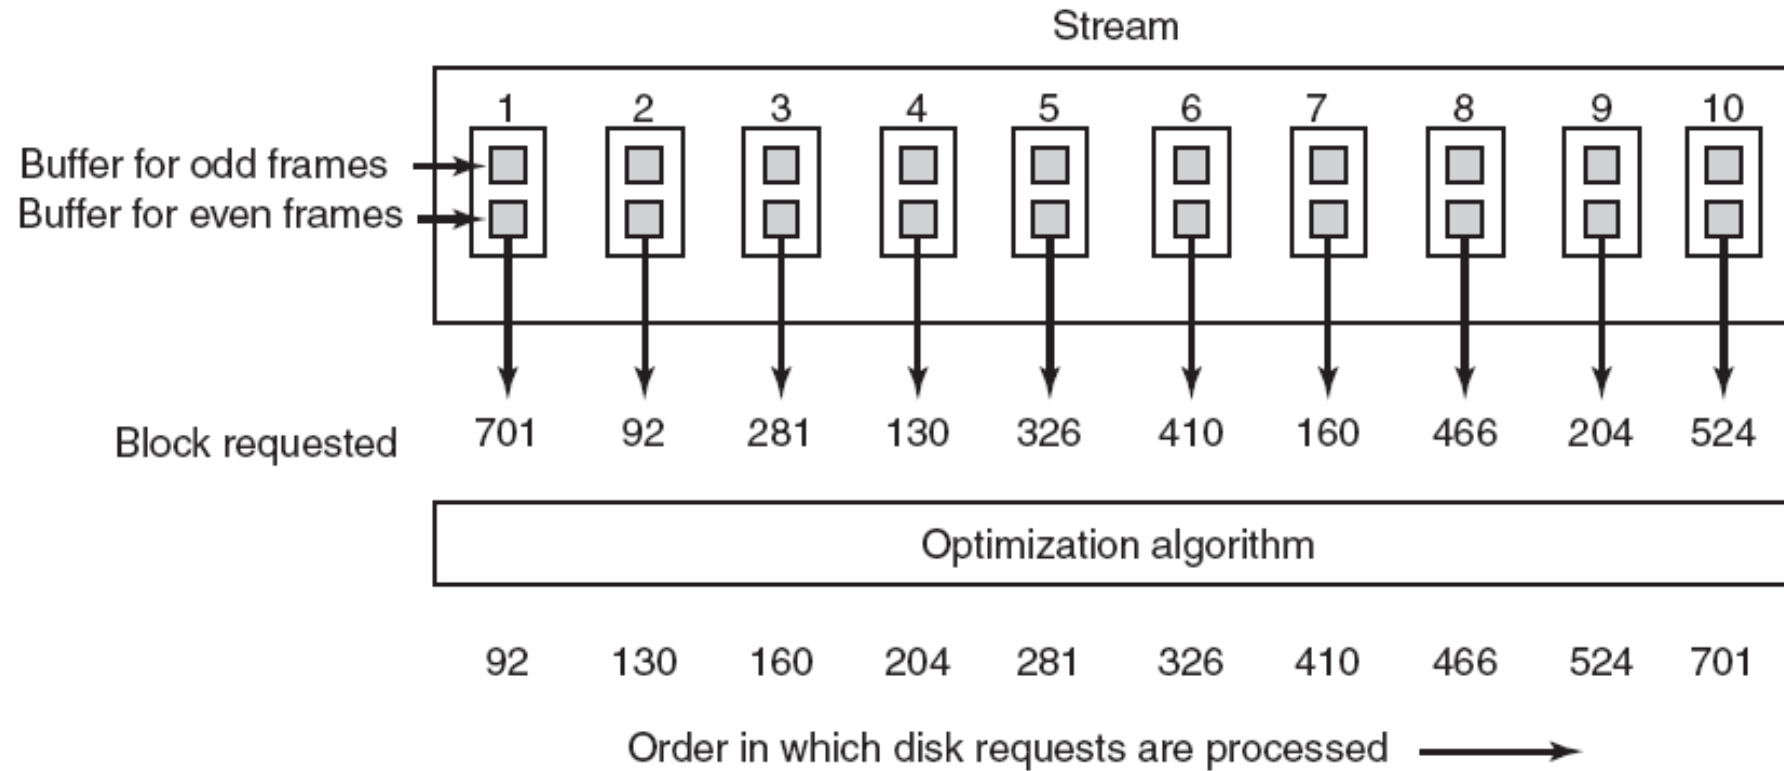 Stream
1 2 3 4 5 6 7 8 9 10
Buffer for odd frames
Buffer for even frames
Block requested 701 92 281 130 326 410 160 466 204 524
Optimization algorithm
92 130 160 204 281 326 410 466 524 701
Order in which disk requests are processed